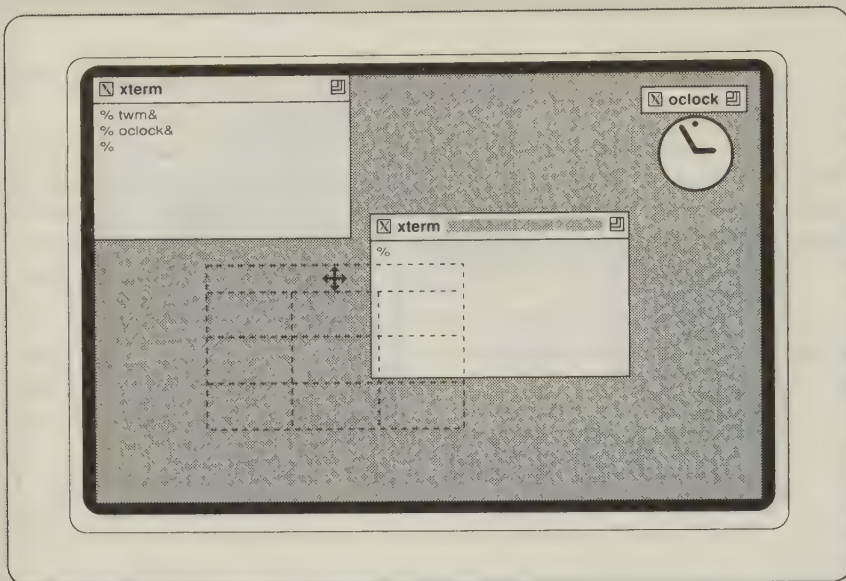 xterm
% twm&
% oclock&
%
oclock
xterm
%